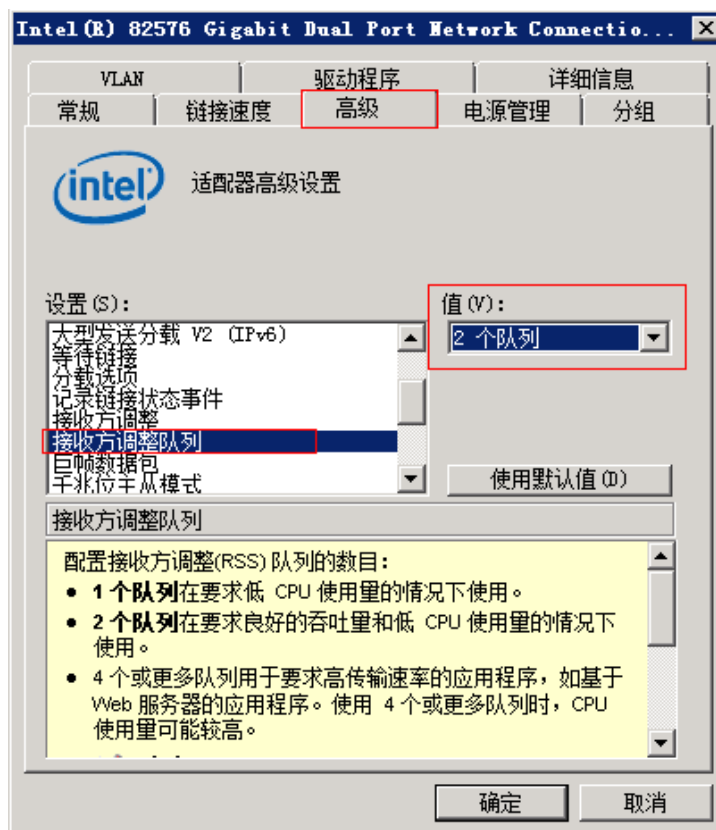 Intel(R) 82576 Gigabit Dual Port Network Connectio...
VLAN
驱动程序
详细信息
常规
链接速度
高级
电源管理
分组
intel
适配器高级设置
设置(S):
值(V):
大型发送分载 V2 (IPv6)
等待链接
分载选项
记录链接状态事件
接收方调整
接收方调整队列
巨帧数据包
千兆位主从模式
2 个队列
使用默认值(D)
接收方调整队列
配置接收方调整(RSS) 队列的数目:
• 1 个队列在要求低 CPU 使用量的情况下使用。
• 2 个队列在要求良好的吞吐量和低 CPU 使用量的情况下
使用。
• 4 个或更多队列用于要求高传输速率的应用程序，如基于
Web 服务器的应用程序。使用 4 个或更多队列时，CPU
使用量可能较高。
确定
取消